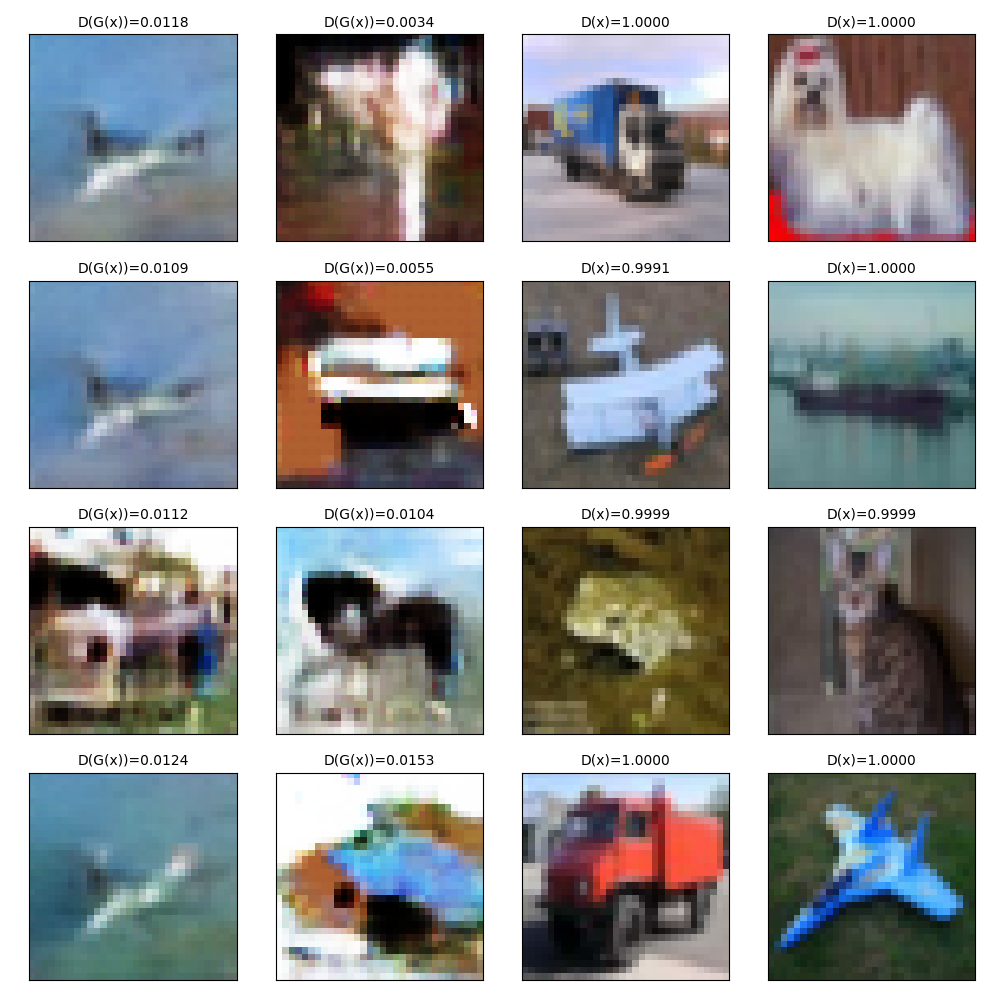 D(G(x))=0.0118 D(G(x))=0.0034 D(x)=1.0000 D(x)=1.0000
D(G(x))=0.0109 D(G(x))=0.0055 D(x)=0.9991 D(x)=1.0000
D(G(x))=0.0112 D(G(x))=0.0104 D(x)=0.9999 D(x)=0.9999
D(G(x))=0.0124 D(G(x))=0.0153 D(x)=1.0000 D(x)=1.0000